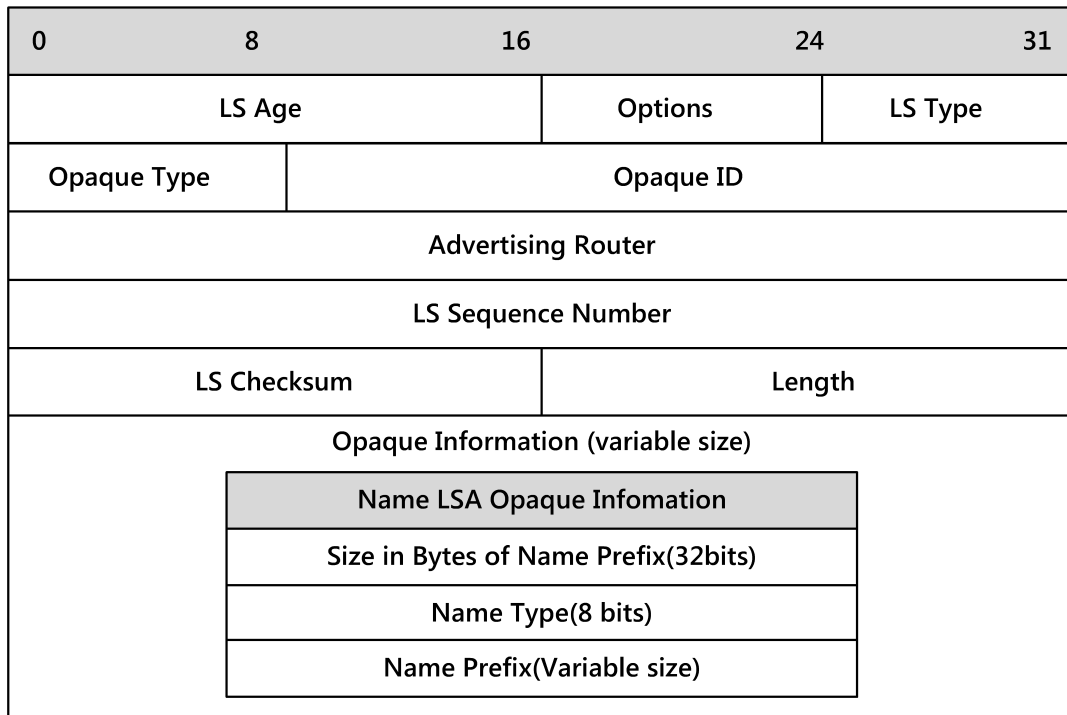 0 8 16 24 31
LS Age Options LS Type
Opaque Type Opaque ID
Advertising Router
LS Sequence Number
LS Checksum Length
Opaque Information (variable size)
Name LSA Opaque Infomation
Size in Bytes of Name Prefix(32bits)
Name Type(8 bits)
Name Prefix(Variable size)